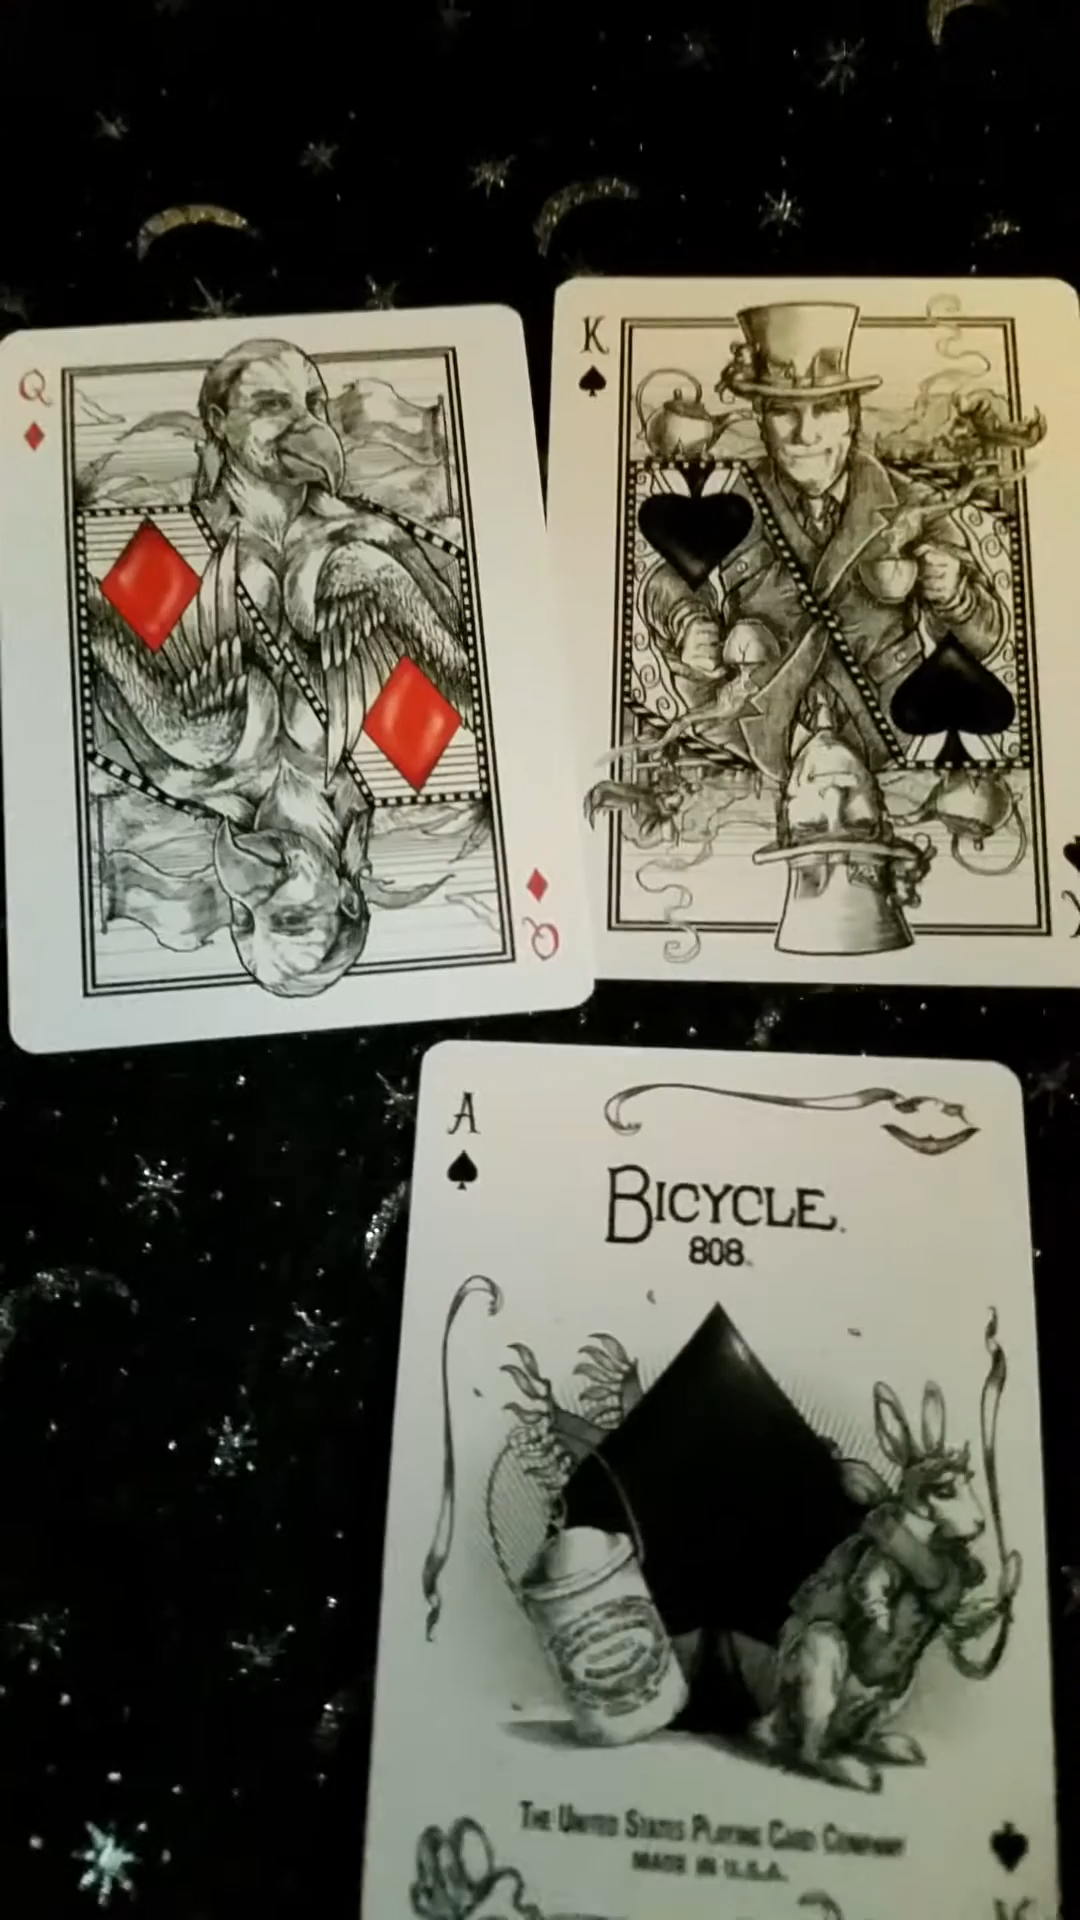 Q
K
Q
K
A
BICYCLE.
808
THE UNITED STATES PLAYING CARD COMPANY
MADE IN U.S.A.